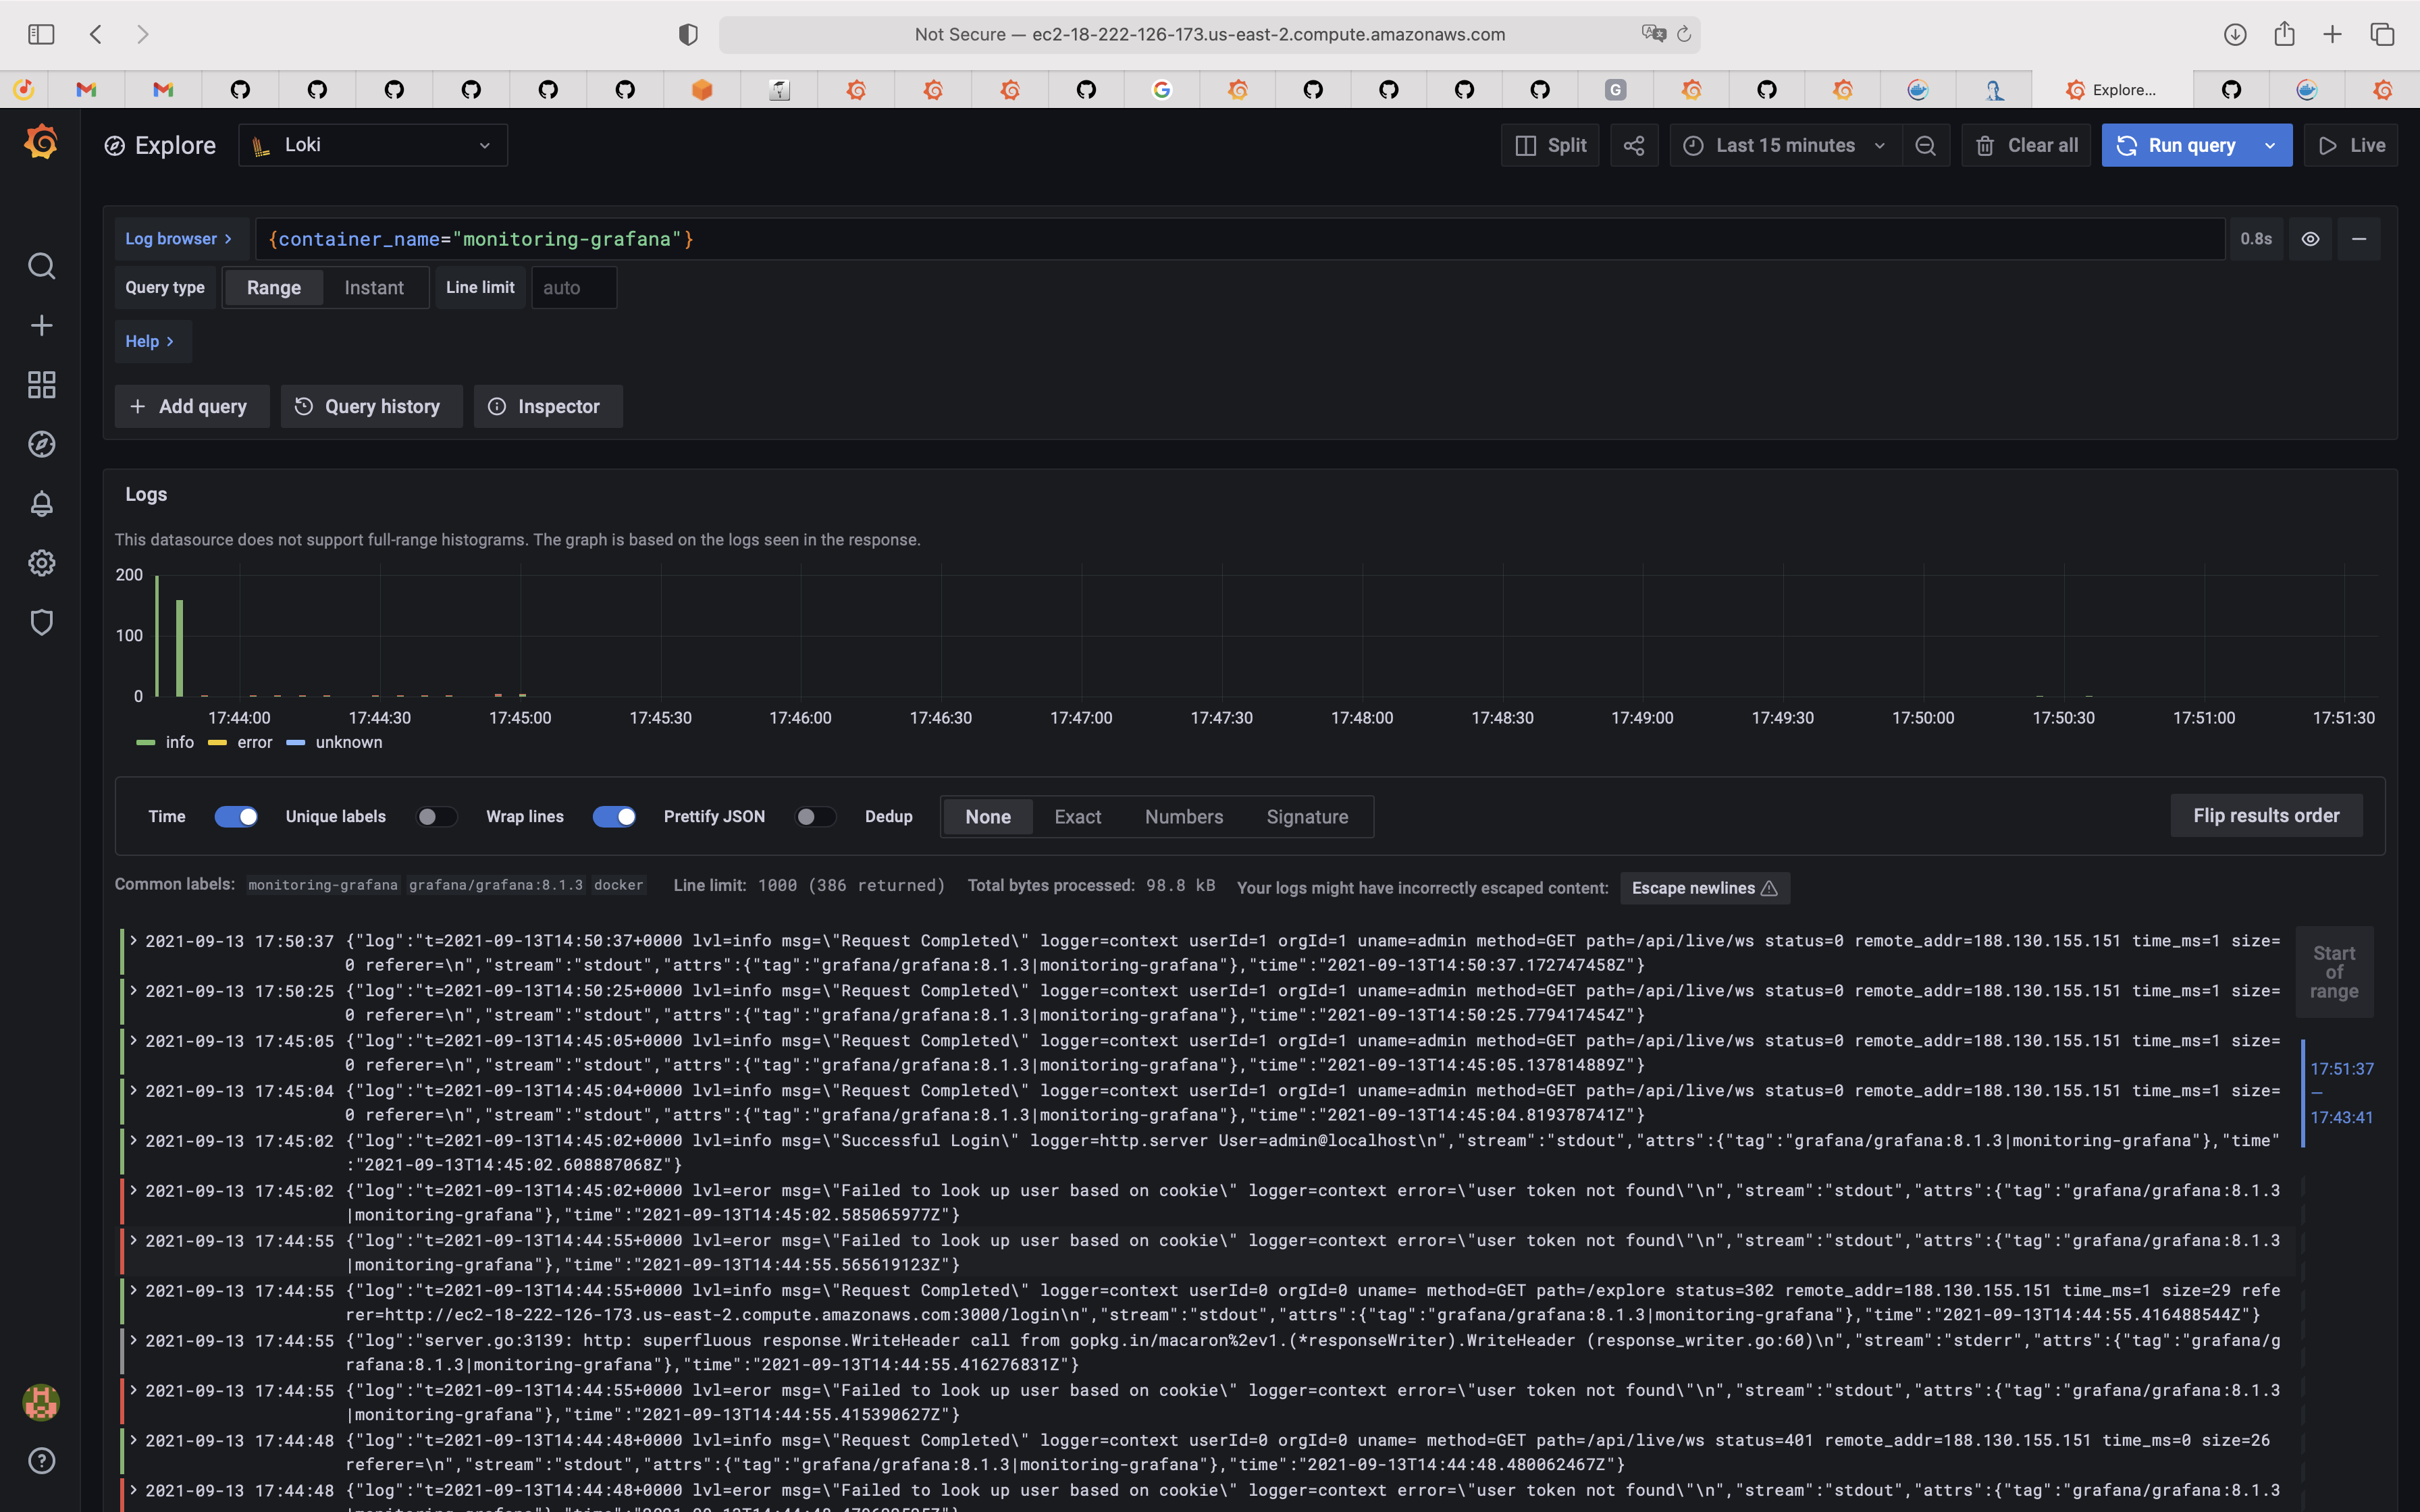 Not Secure — ec2-18-222-126-173.us-east-2.compute.amazonaws.com
G
G
Explore...
Explore
Loki
Split
Last 15 minutes
Clear all
Run query
Live
Log browser >
{container_name="monitoring-grafana"}
0.8s
Query type
Range
Instant
Line limit
auto
Help >
+ Add query
Query history
Inspector
Logs
This datasource does not support full-range histograms. The graph is based on the logs seen in the response.
200
100
0
17:44:00 17:44:30 17:45:00 17:45:30 17:46:00 17:46:30 17:47:00 17:47:30 17:48:00 17:48:30 17:49:00 17:49:30 17:50:00 17:50:30 17:51:00 17:51:30
info error unknown
Time
Unique labels
Wrap lines
Prettify JSON
Dedup
None
Exact
Numbers
Signature
Flip results order
Common labels: monitoring-grafana grafana/grafana:8.1.3 docker Line limit: 1000 (386 returned) Total bytes processed: 98.8 kB Your logs might have incorrectly escaped content: Escape newlines
> 2021-09-13 17:50:37 {"log":"t=2021-09-13T14:50:37+0000 lvl=info msg=\"Request Completed\" logger=context userId=1 orgId=1 uname=admin method=GET path=/api/live/ws status=0 remote_addr=188.130.155.151 time_ms=1 size=
0 referer=\n","stream":"stdout","attrs":{"tag":"grafana/grafana:8.1.3|monitoring-grafana"},"time":"2021-09-13T14:50:37.172747458Z"}
> 2021-09-13 17:50:25 {"log":"t=2021-09-13T14:50:25+0000 lvl=info msg=\"Request Completed\" logger=context userId=1 orgId=1 uname=admin method=GET path=/api/live/ws status=0 remote_addr=188.130.155.151 time_ms=1 size=
0 referer=\n","stream":"stdout","attrs":{"tag":"grafana/grafana:8.1.3|monitoring-grafana"},"time":"2021-09-13T14:50:25.779417454Z"}
> 2021-09-13 17:45:05 {"log":"t=2021-09-13T14:45:05+0000 lvl=info msg=\"Request Completed\" logger=context userId=1 orgId=1 uname=admin method=GET path=/api/live/ws status=0 remote_addr=188.130.155.151 time_ms=1 size=
0 referer=\n","stream":"stdout","attrs":{"tag":"grafana/grafana:8.1.3|monitoring-grafana"},"time":"2021-09-13T14:45:05.137814889Z"}
> 2021-09-13 17:45:04 {"log":"t=2021-09-13T14:45:04+0000 lvl=info msg=\"Request Completed\" logger=context userId=1 orgId=1 uname=admin method=GET path=/api/live/ws status=0 remote_addr=188.130.155.151 time_ms=1 size=
0 referer=\n","stream":"stdout","attrs":{"tag":"grafana/grafana:8.1.3|monitoring-grafana"},"time":"2021-09-13T14:45:04.819378741Z"}
> 2021-09-13 17:45:02 {"log":"t=2021-09-13T14:45:02+0000 lvl=info msg=\"Successful Login\" logger=http.server User=admin@localhost\n","stream":"stdout","attrs":{"tag":"grafana/grafana:8.1.3|monitoring-grafana"},"time"
:"2021-09-13T14:45:02.608887068Z"}
> 2021-09-13 17:45:02 {"log":"t=2021-09-13T14:45:02+0000 lvl=eror msg=\"Failed to look up user based on cookie\" logger=context error=\"user token not found\"\n","stream":"stdout","attrs":{"tag":"grafana/grafana:8.1.3
|monitoring-grafana"},"time":"2021-09-13T14:45:02.585065977Z"}
> 2021-09-13 17:44:55 {"log":"t=2021-09-13T14:44:55+0000 lvl=eror msg=\"Failed to look up user based on cookie\" logger=context error=\"user token not found\"\n","stream":"stdout","attrs":{"tag":"grafana/grafana:8.1.3
|monitoring-grafana"},"time":"2021-09-13T14:44:55.565619123Z"}
> 2021-09-13 17:44:55 {"log":"t=2021-09-13T14:44:55+0000 lvl=info msg=\"Request Completed\" logger=context userId=0 orgId=0 uname= method=GET path=/explore status=302 remote_addr=188.130.155.151 time_ms=1 size=29 refe
rer=http://ec2-18-222-126-173.us-east-2.compute.amazonaws.com:3000/login\n","stream":"stdout","attrs":{"tag":"grafana/grafana:8.1.3|monitoring-grafana"},"time":"2021-09-13T14:44:55.416488544Z"}
> 2021-09-13 17:44:55 {"log":"server.go:3139: http: superfluous response.WriteHeader call from gopkg.in/macaron%2ev1.(*responseWriter).WriteHeader (response_writer.go:60)\n","stream":"stderr","attrs":{"tag":"grafana/g
rafana:8.1.3|monitoring-grafana"},"time":"2021-09-13T14:44:55.416276831Z"}
> 2021-09-13 17:44:55 {"log":"t=2021-09-13T14:44:55+0000 lvl=eror msg=\"Failed to look up user based on cookie\" logger=context error=\"user token not found\"\n","stream":"stdout","attrs":{"tag":"grafana/grafana:8.1.3
|monitoring-grafana"},"time":"2021-09-13T14:44:55.415390627Z"}
> 2021-09-13 17:44:48 {"log":"t=2021-09-13T14:44:48+0000 lvl=info msg=\"Request Completed\" logger=context userId=0 orgId=0 uname= method=GET path=/api/live/ws status=401 remote_addr=188.130.155.151 time_ms=0 size=26
referer=\n","stream":"stdout","attrs":{"tag":"grafana/grafana:8.1.3|monitoring-grafana"},"time":"2021-09-13T14:44:48.480062467Z"}
> 2021-09-13 17:44:48 {"log":"t=2021-09-13T14:44:48+0000 lvl=eror msg=\"Failed to look up user based on cookie\" logger=context error=\"user token not found\"\n","stream":"stdout","attrs":{"tag":"grafana/grafana:8.1.3
Start
of
range
17:51:37
—
17:43:41